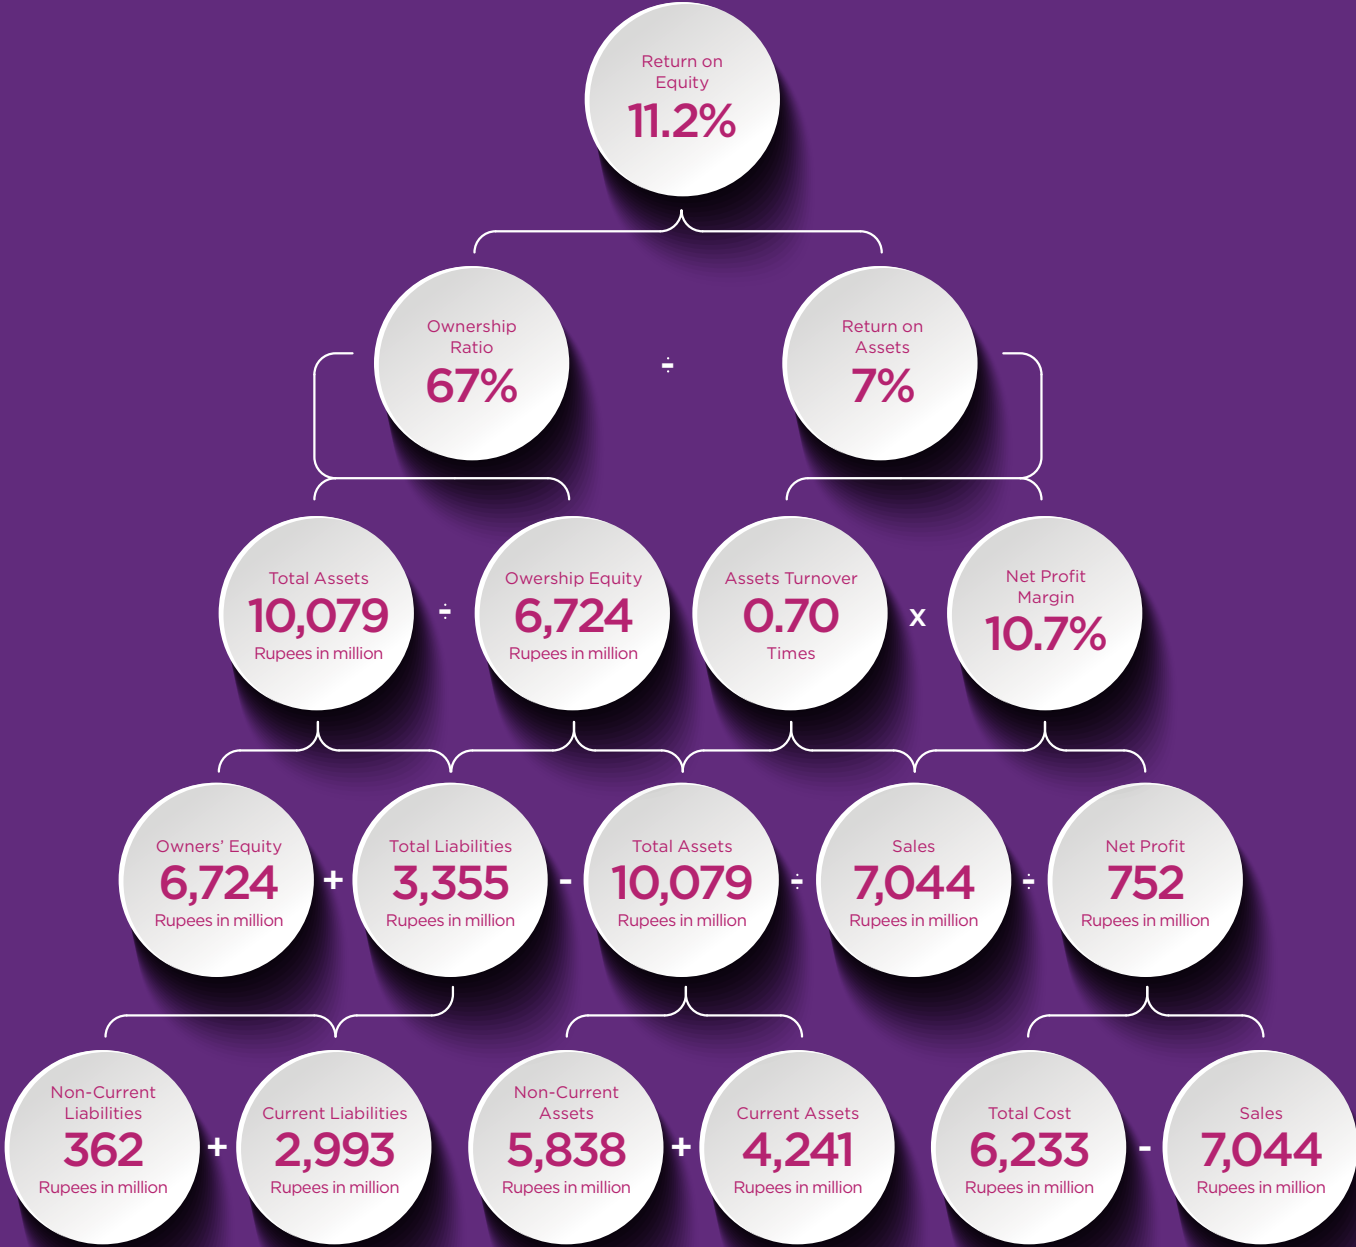 Return on
Equity
11.2%
Ownership
Ratio
67%
÷
Return on
Assets
7%
Total Assets
10,079
Rupees in million
÷
Owership Equity
6,724
Rupees in million
Assets Turnover
0.70
Times
x
Net Profit
Margin
10.7%
Owners’ Equity
6,724
Rupees in million
+
Total Liabilities
3,355
Rupees in million
-
Total Assets
10,079
Rupees in million
÷
Sales
7,044
Rupees in million
÷
Net Profit
752
Rupees in million
Non-Current
Liabilities
362
Rupees in million
+
Current Liabilities
2,993
Rupees in million
Non-Current
Assets
5,838
Rupees in million
+
Current Assets
4,241
Rupees in million
Total Cost
6,233
Rupees in million
-
Sales
7,044
Rupees in million